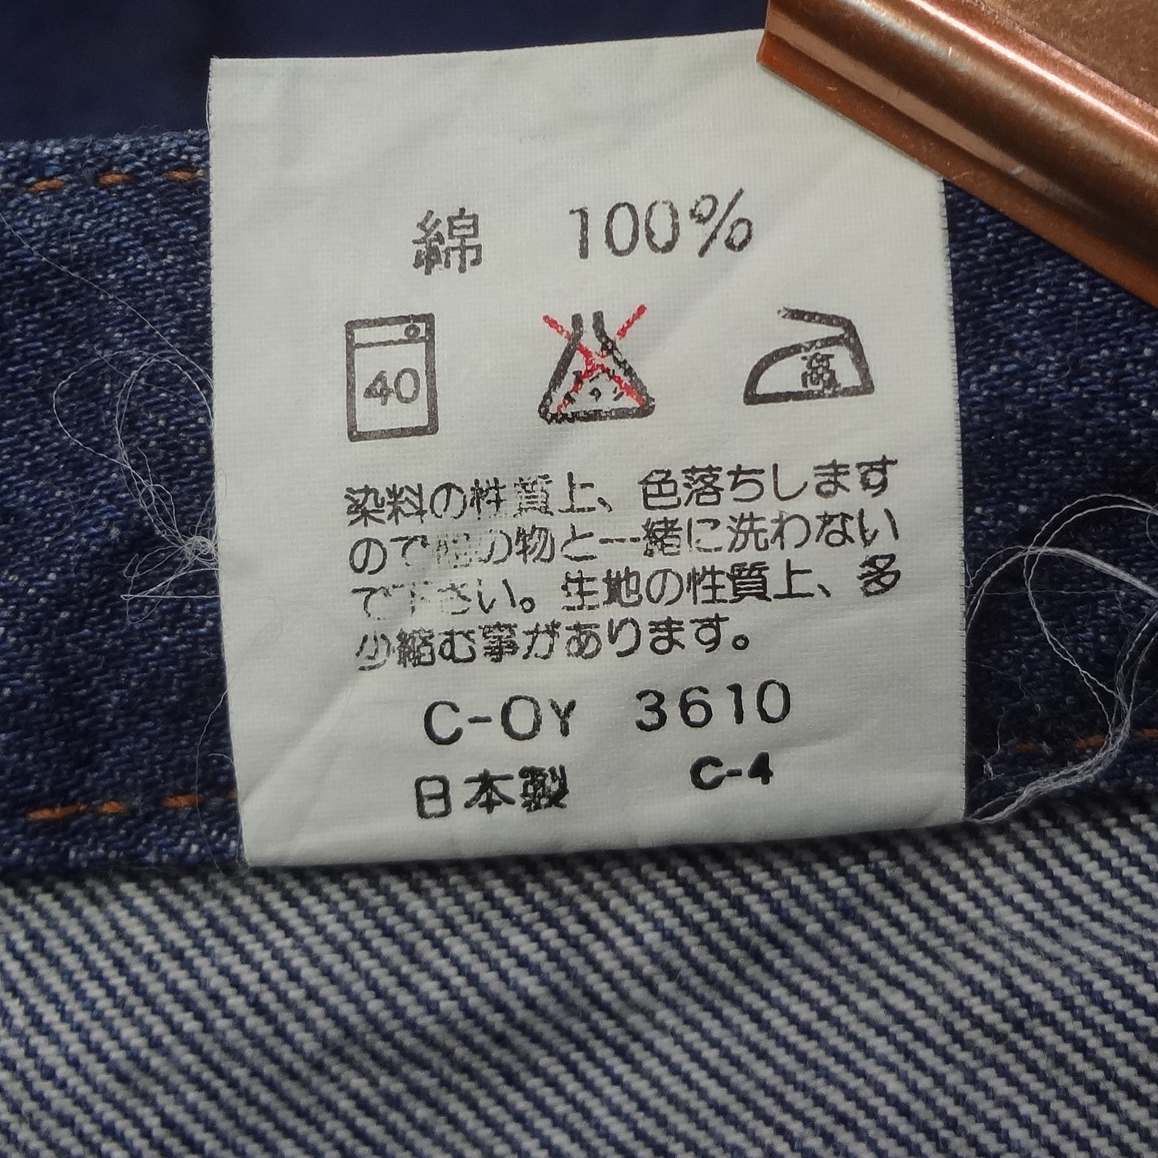 綿 100%
40 高
染料の性質上、色落ちします
ので他の物と一緒に洗わない
で下さい。生地の性質上、多
少縮む事があります。
C-OY 3610
日本製 C-4